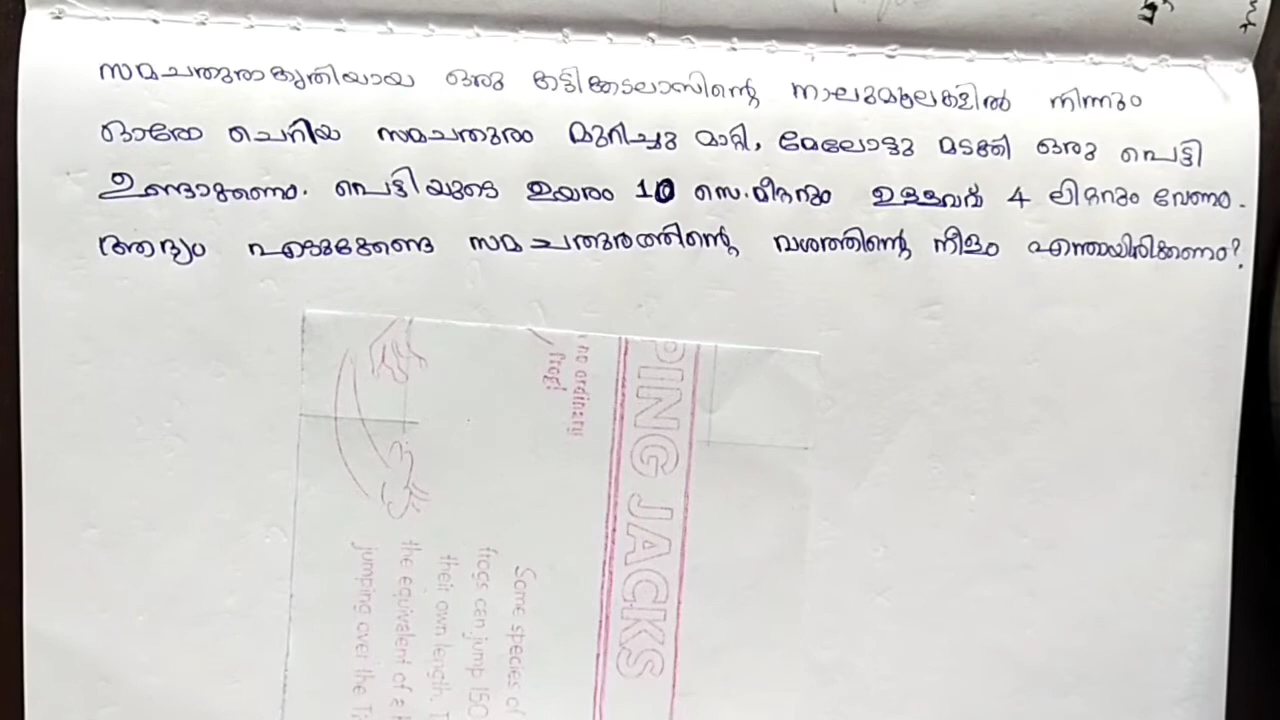 സമചതുരാകൃതിയായ ഒരു കട്ടിക്കടലാസിന്റെ നാലുമൂലകളിൽ നിന്നും
ഓരോ ചെറിയ സമചതുരം മുറിച്ചു മാറ്റി, മേലോട്ടു മടക്കി ഒരു പെട്ടി
ഉണ്ടാക്കണം. പെട്ടിയുടെ ഉയരം 10 സെ.മീറ്ററും ഉള്ളളവ് 4 ലിറ്ററും വേണം.
ആദ്യം എടുക്കേണ്ട സമചതുരത്തിന്റെ വശത്തിന്റെ നീളം എന്തായിരിക്കണം?
no ordinary
frog!
PING JACKS
Some species of
frogs can jump 150
their own length. T
the equivalent of a
jumping over the